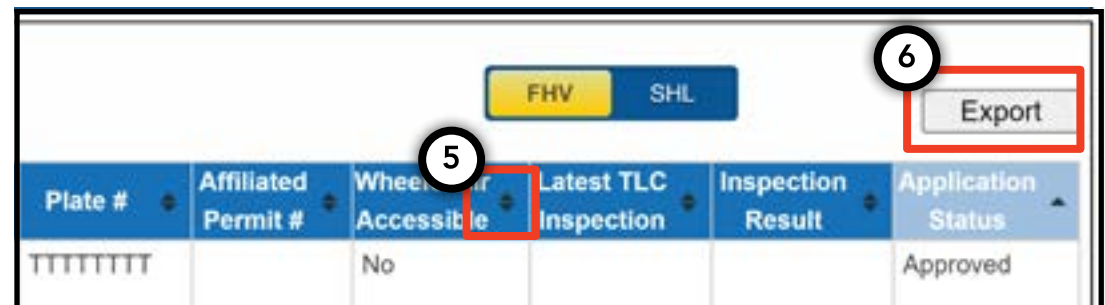 6
FHV SHL
Export
5
Plate # Affiliated Permit # Wheel r Accessible Latest TLC Inspection Inspection Result Application Status
TTTTTTTT No Approved